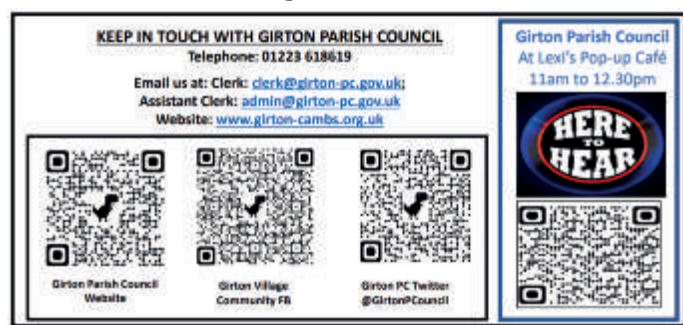 KEEP IN TOUCH WITH GIRTON PARISH COUNCIL
Telephone: 01223 618619
Email us at: Clerk: clerk@girton-pc.gov.uk;
Assistant Clerk: admin@girton-pc.gov.uk
Website: www.girton-cambs.org.uk
Girton Parish Council
Website
Girton Village
Community FB
Girton PC Twitter
@GirtonPCouncil
Girton Parish Council
At Lexi's Pop-up Café
11am to 12.30pm
HERE
TO
HEAR